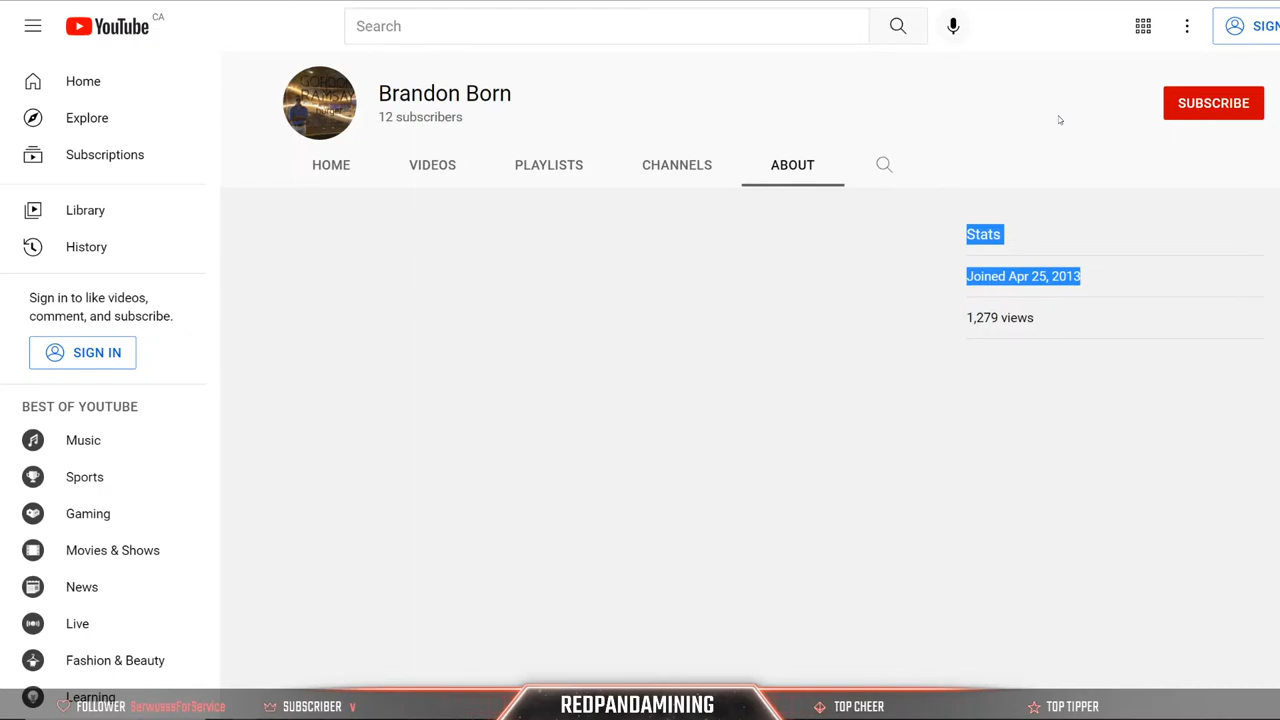 YouTube CA
Search
SIGN
Home
Explore
Subscriptions
Library
History
Sign in to like videos,
comment, and subscribe.
SIGN IN
BEST OF YOUTUBE
Music
Sports
Gaming
Movies & Shows
News
Live
Fashion & Beauty
Learning
GORDON
RAMSAY
Brandon Born
12 subscribers
SUBSCRIBE
HOME VIDEOS PLAYLISTS CHANNELS ABOUT
Stats
Joined Apr 25, 2013
1,279 views
FOLLOWER SerwusssForService SUBSCRIBER V REDPANDAMINING TOP CHEER TOP TIPPER